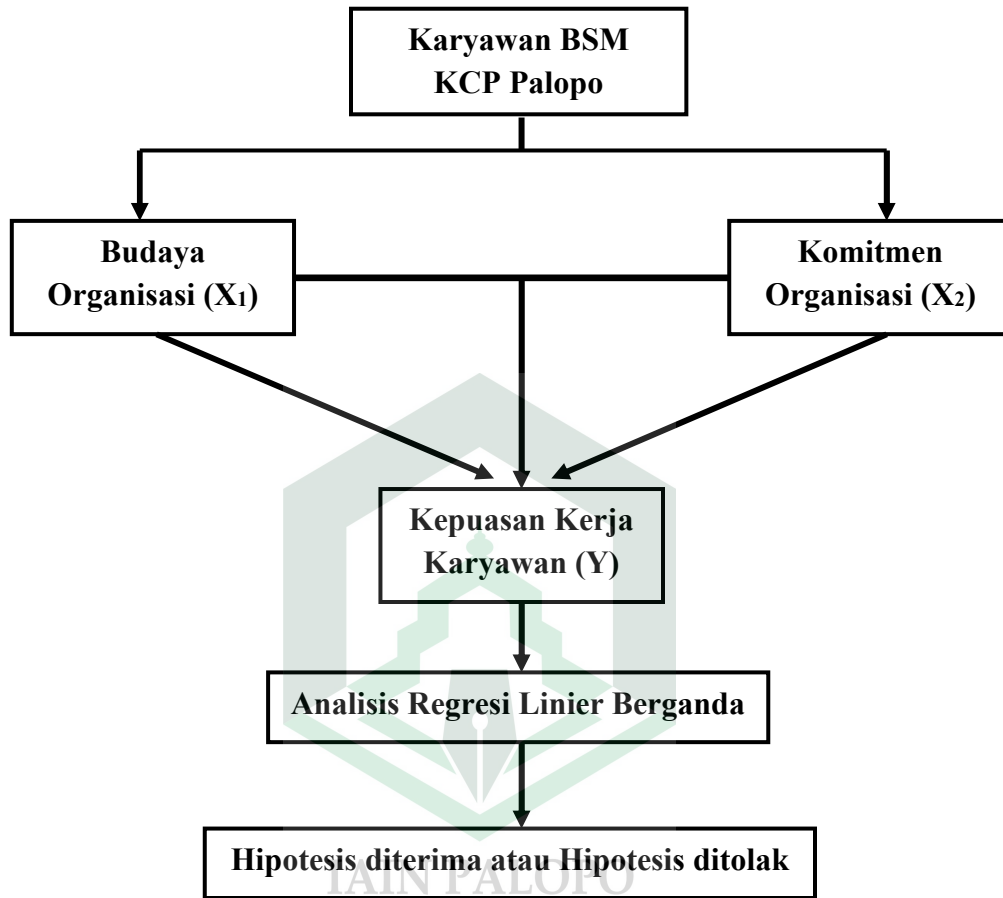 Karyawan BSM
KCP Palopo
Budaya
Organisasi (X₁)
Komitmen
Organisasi (X₂)
Kepuasan Kerja
Karyawan (Y)
Analisis Regresi Linier Berganda
Hipotesis diterima atau Hipotesis ditolak
IAIN PALOPO